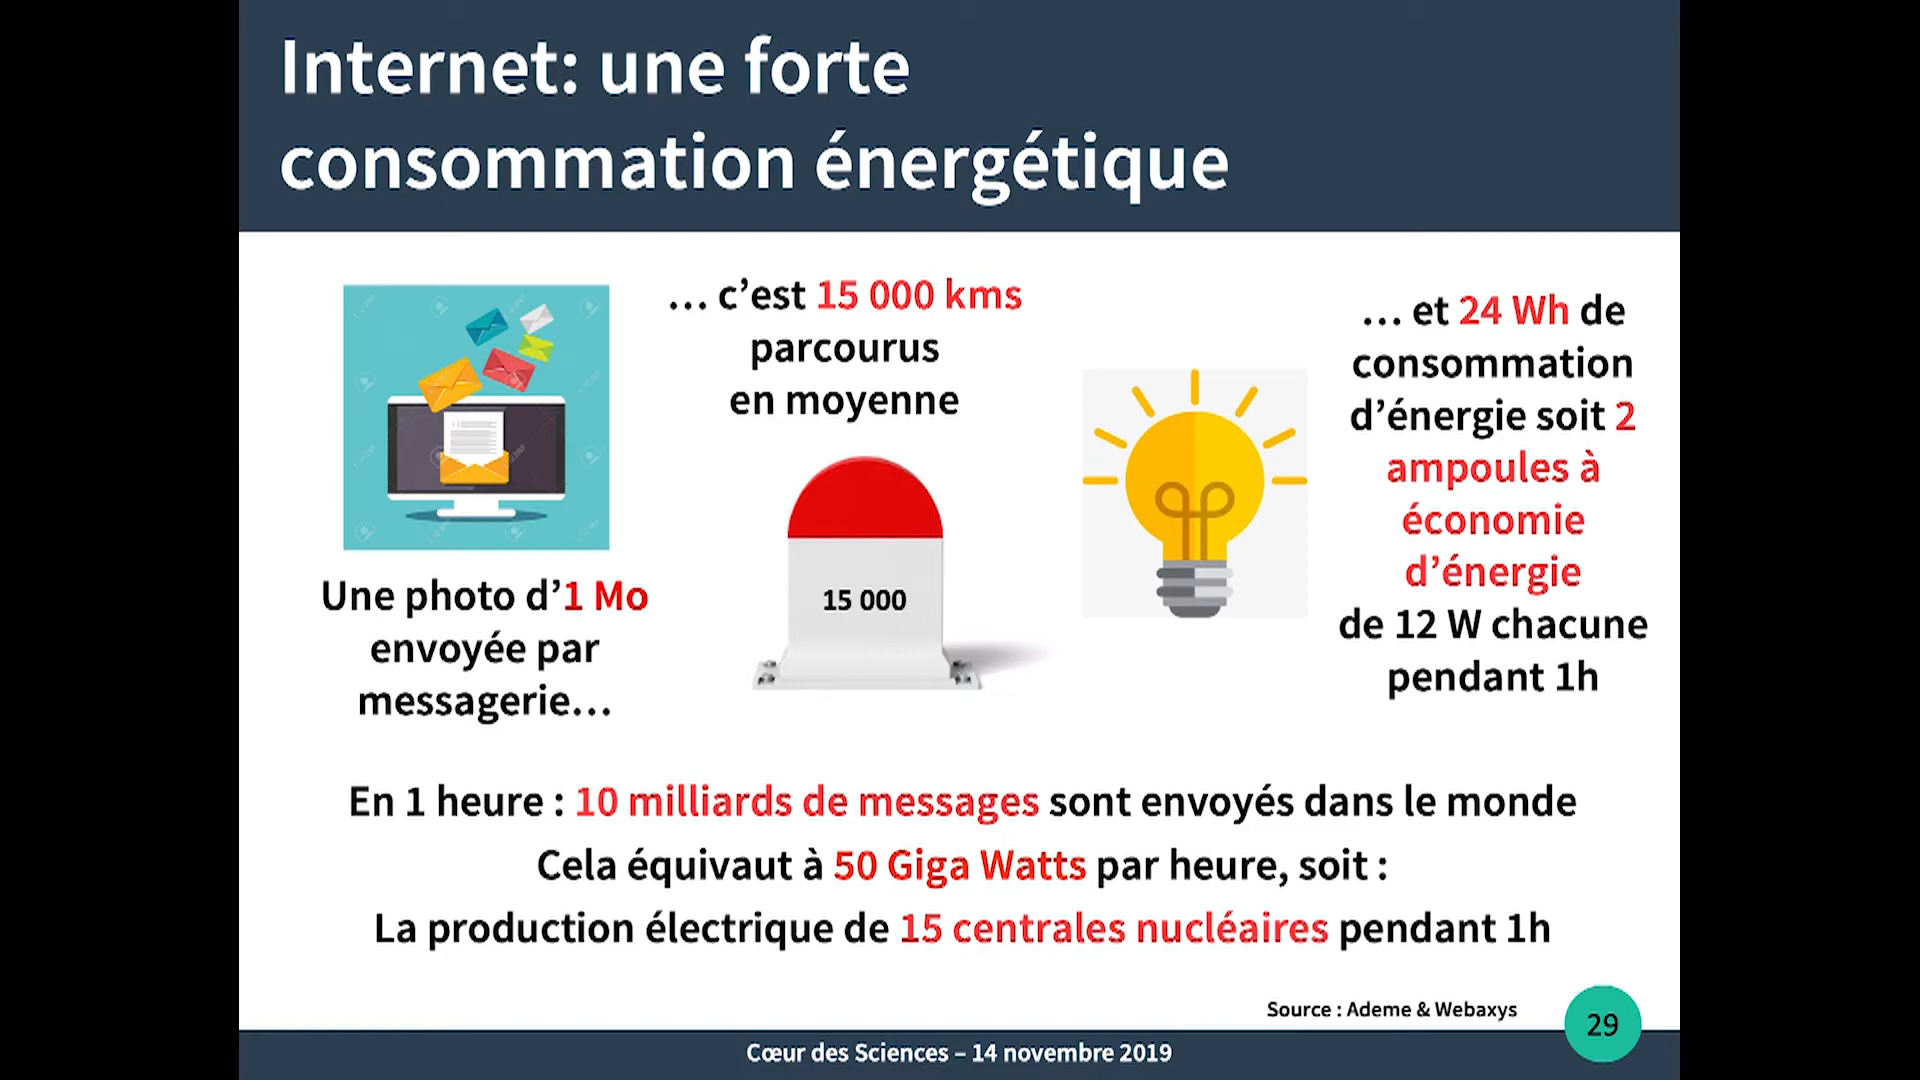 Internet: une forte
consommation énergétique
Une photo d’1 Mo
envoyée par
messagerie…
… c’est 15 000 kms
parcourus
en moyenne
15 000
… et 24 Wh de
consommation
d’énergie soit 2
ampoules à
économie
d’énergie
de 12 W chacune
pendant 1h
En 1 heure : 10 milliards de messages sont envoyés dans le monde
Cela équivaut à 50 Giga Watts par heure, soit :
La production électrique de 15 centrales nucléaires pendant 1h
Source : Ademe & Webaxys
29
Cœur des Sciences – 14 novembre 2019